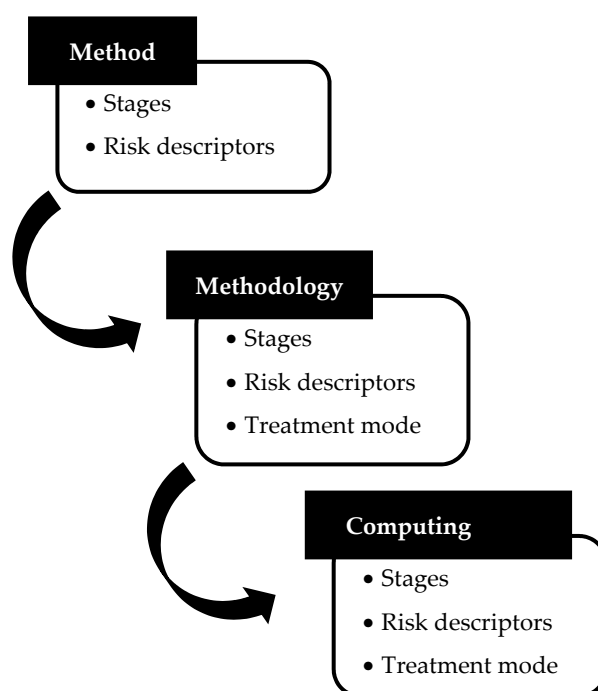 Method
• Stages
• Risk descriptors
Methodology
• Stages
• Risk descriptors
• Treatment mode
Computing
• Stages
• Risk descriptors
• Treatment mode